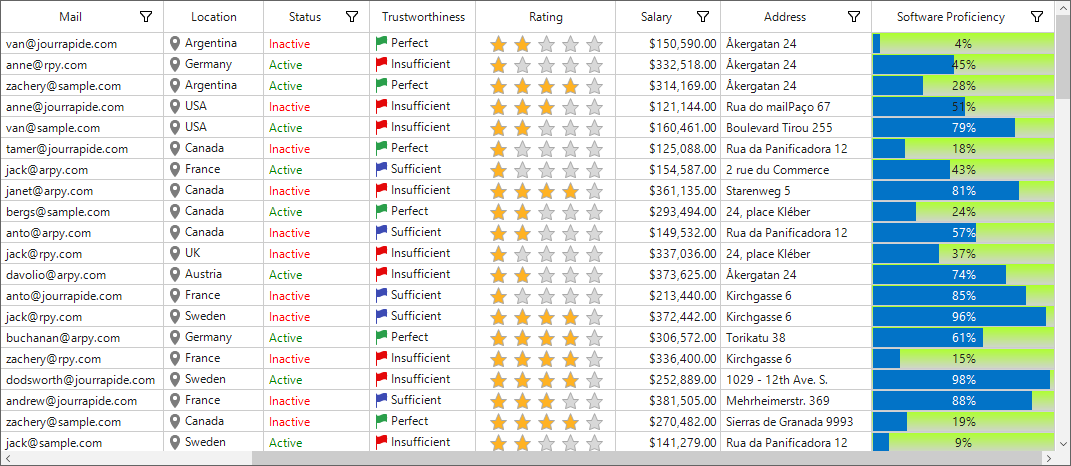 Mail Location Status Trustworthiness Rating Salary Address Software Proficiency
van@jourrapide.com Argentina Inactive Perfect $150,590.00 Åkergatan 24 4%
anne@rpy.com Germany Active Insufficient $332,518.00 Åkergatan 24 45%
zachery@sample.com Argentina Active Perfect $314,169.00 Åkergatan 24 28%
anne@jourrapide.com USA Inactive Insufficient $121,144.00 Rua do mailPaço 67 51%
van@sample.com USA Active Insufficient $160,461.00 Boulevard Tirou 255 79%
tamer@jourrapide.com Canada Inactive Perfect $125,088.00 Rua da Panificadora 12 18%
jack@arpy.com France Active Sufficient $154,587.00 2 rue du Commerce 43%
janet@arpy.com Canada Inactive Insufficient $361,135.00 Starenweg 5 81%
bergs@sample.com Canada Active Perfect $293,494.00 24, place Kléber 24%
anto@arpy.com Canada Inactive Sufficient $149,532.00 Rua da Panificadora 12 57%
jack@rpy.com UK Inactive Insufficient $337,036.00 24, place Kléber 37%
davolio@arpy.com Austria Active Insufficient $373,625.00 Åkergatan 24 74%
anto@jourrapide.com France Inactive Sufficient $213,440.00 Kirchgasse 6 85%
jack@rpy.com Sweden Inactive Sufficient $372,442.00 Kirchgasse 6 96%
buchanan@arpy.com Germany Active Perfect $306,572.00 Torikatu 38 61%
zachery@rpy.com France Inactive Insufficient $336,400.00 Kirchgasse 6 15%
dodsworth@jourrapide.com Sweden Active Insufficient $252,889.00 1029 - 12th Ave. S. 98%
andrew@jourrapide.com France Inactive Sufficient $381,505.00 Mehrheimerstr. 369 88%
zachery@sample.com Canada Inactive Perfect $270,482.00 Sierras de Granada 9993 19%
jack@sample.com Sweden Active Insufficient $141,279.00 Rua da Panificadora 12 9%